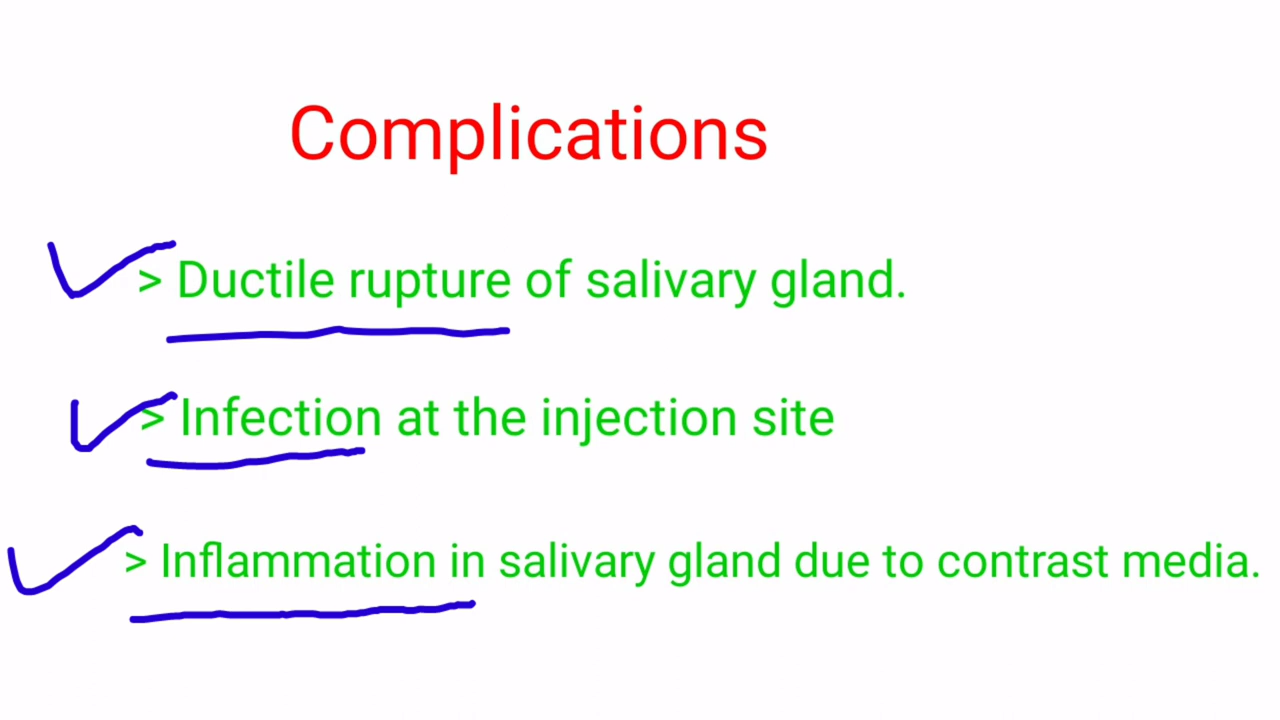 Complications
> Ductile rupture of salivary gland.
> Infection at the injection site
> Inflammation in salivary gland due to contrast media.